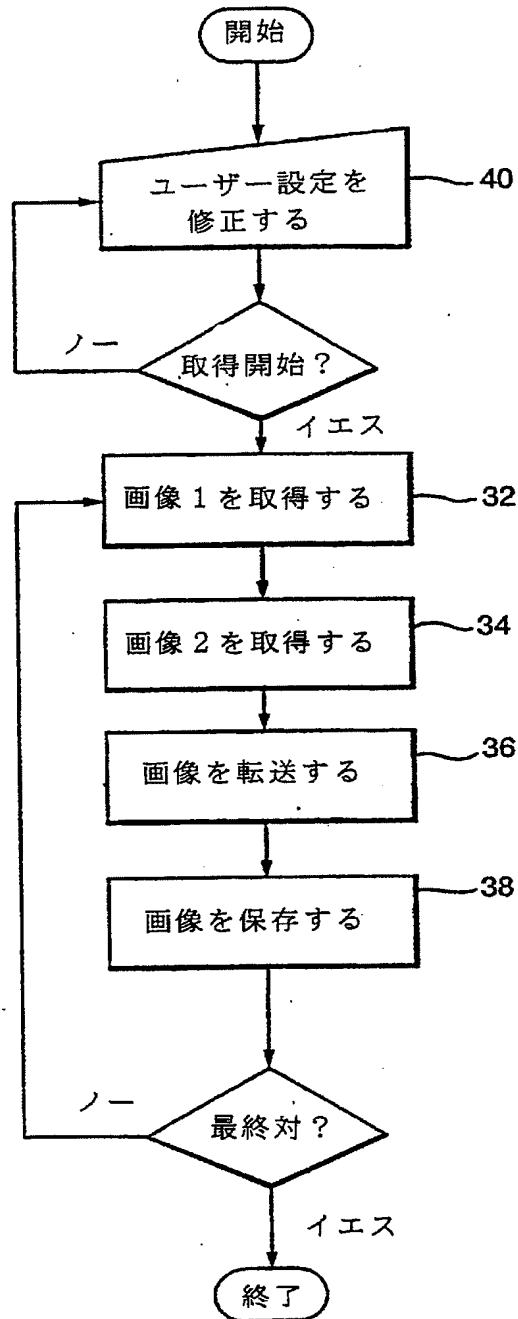 開始
ユーザー設定を
修正する
40
ノー
取得開始?
イエス
画像1を取得する
32
画像2を取得する
34
画像を転送する
36
画像を保存する
38
ノー
最終対?
イエス
終了